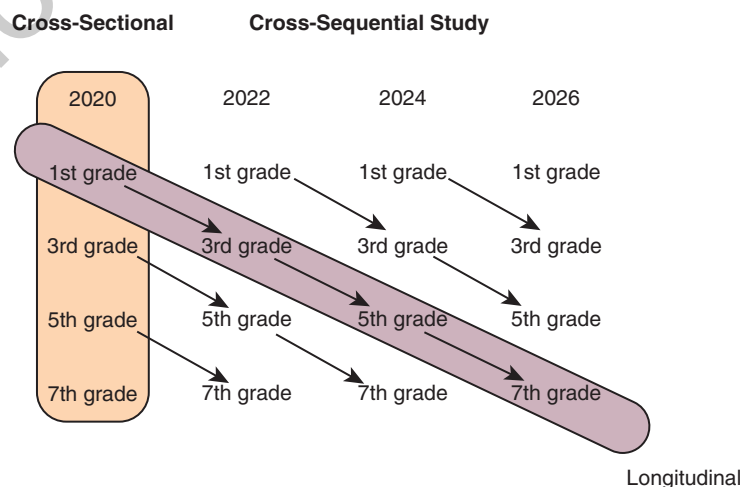 Cross-Sectional Cross-Sequential Study
2020 2022 2024 2026
1st grade 1st grade 1st grade 1st grade
3rd grade 3rd grade 3rd grade 3rd grade
5th grade 5th grade 5th grade 5th grade
7th grade 7th grade 7th grade 7th grade
Longitudinal